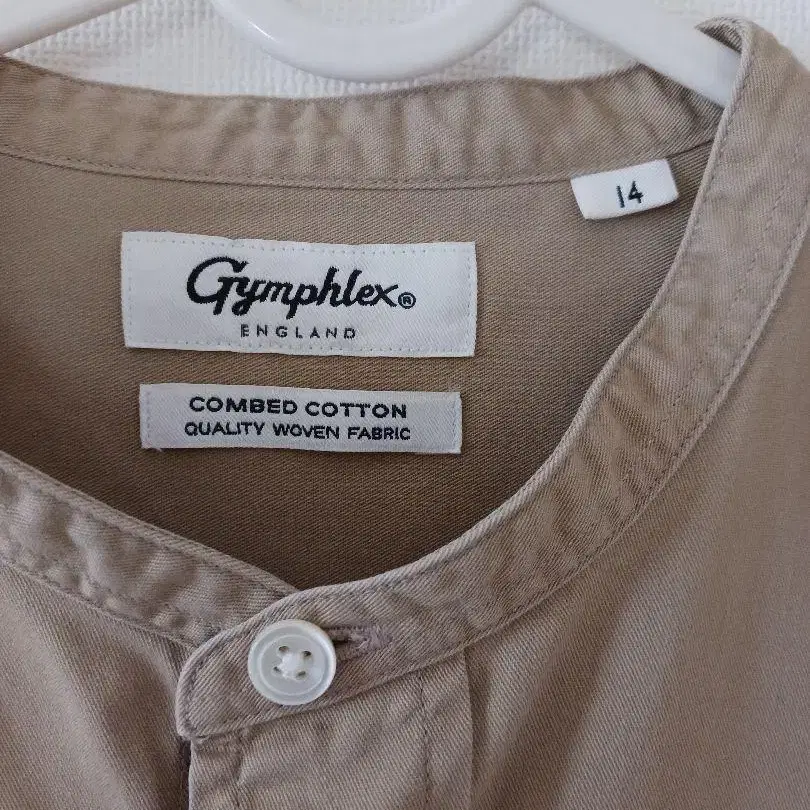 14
Gymphlex®
ENGLAND
COMBED COTTON
QUALITY WOVEN FABRIC